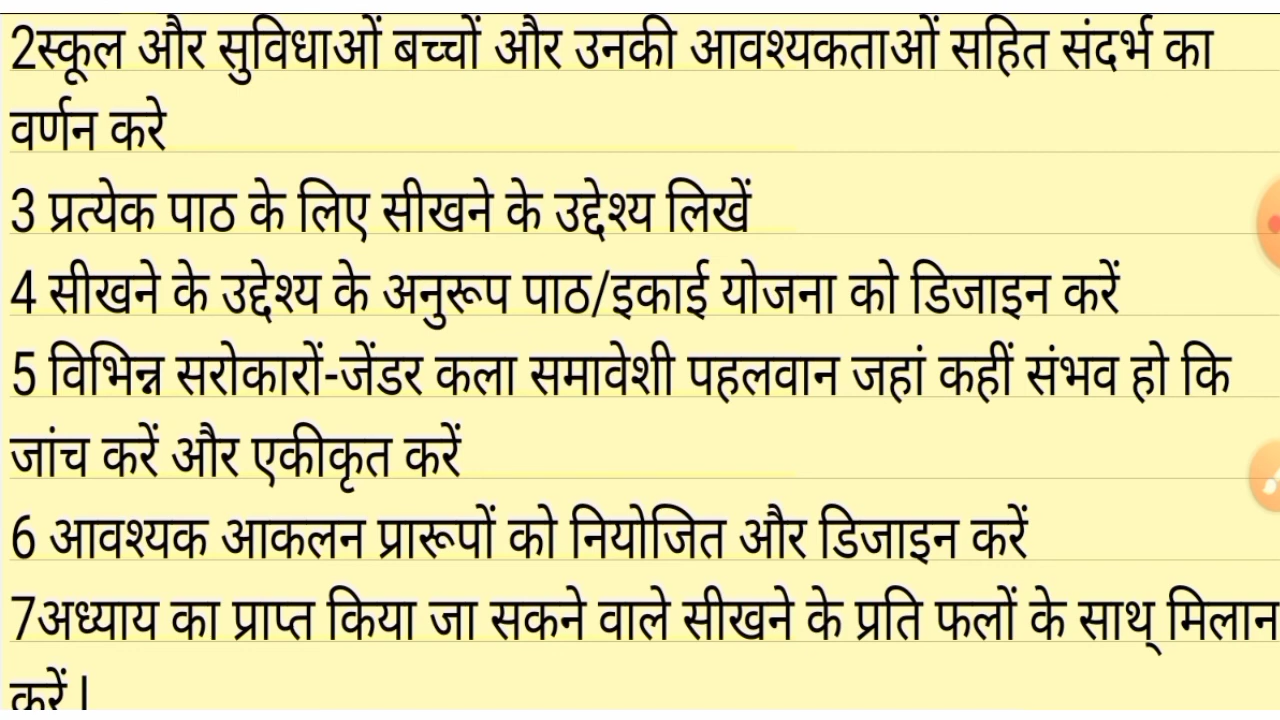 2स्कूल और सुविधाओं बच्चों और उनकी आवश्यकताओं सहित संदर्भ का
वर्णन करे
3 प्रत्येक पाठ के लिए सीखने के उद्देश्य लिखें
4 सीखने के उद्देश्य के अनुरूप पाठ/इकाई योजना को डिजाइन करें
5 विभिन्न सरोकारों-जेंडर कला समावेशी पहलवान जहां कहीं संभव हो कि
जांच करें और एकीकृत करें
6 आवश्यक आकलन प्रारूपों को नियोजित और डिजाइन करें
7अध्याय का प्राप्त किया जा सकने वाले सीखने के प्रति फलों के साथ् मिलान
करें |